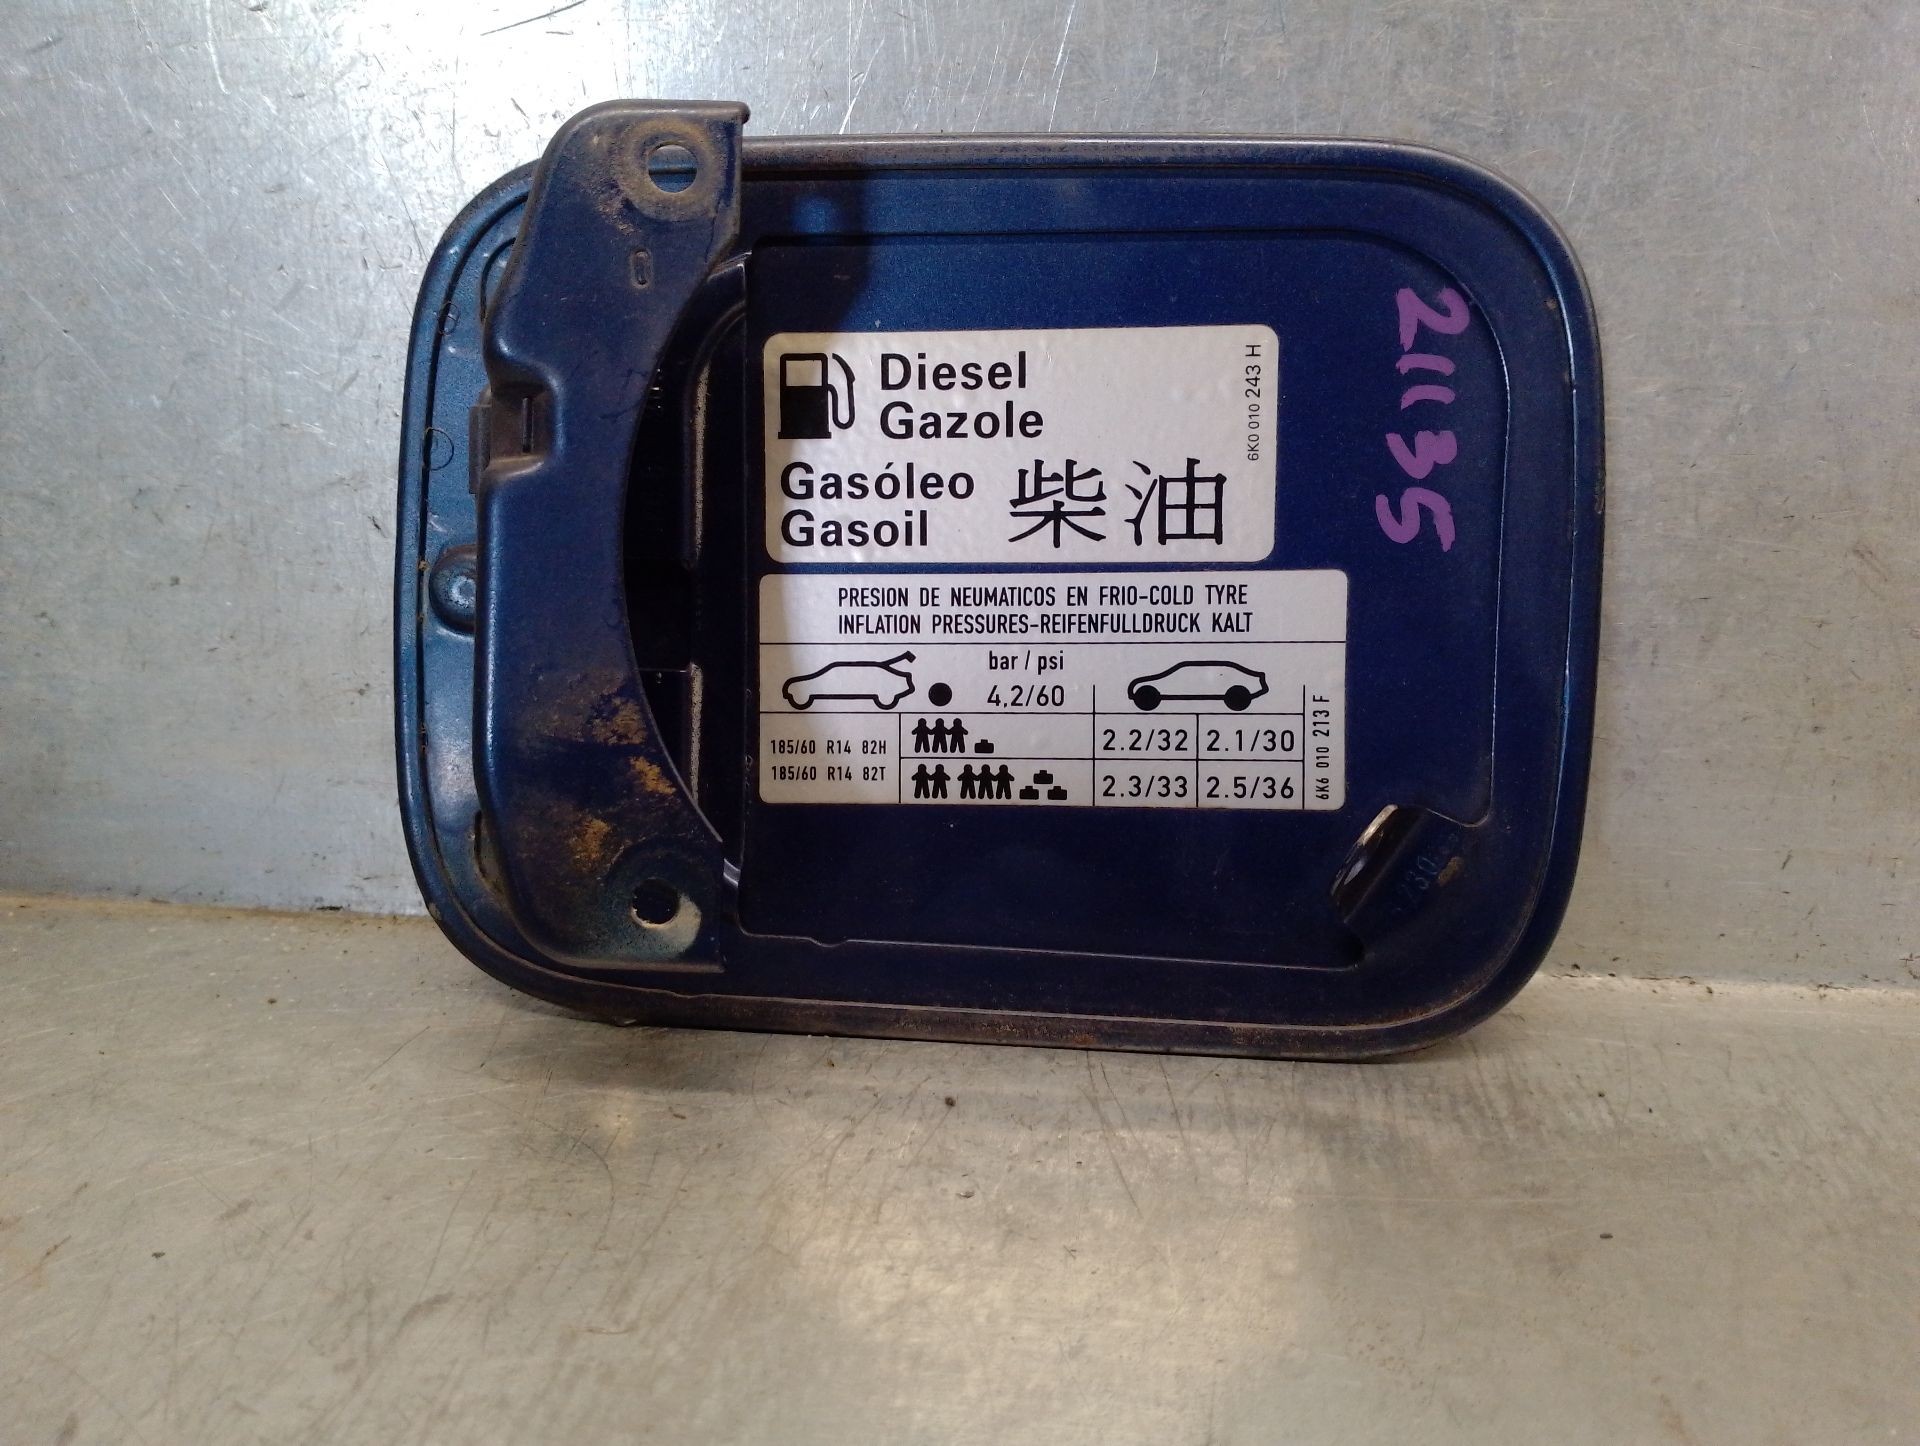 Diesel
Gazole
Gasóleo
Gasoil
柴油
6K0 010 243 H
PRESION DE NEUMATICOS EN FRIO-COLD TYRE
INFLATION PRESSURES-REIFENFULLDRUCK KALT
bar / psi
4,2/60
185/60 R14 82H
185/60 R14 82T
2.2/32 2.1/30
2.3/33 2.5/36
6K6 010 213 F
21135